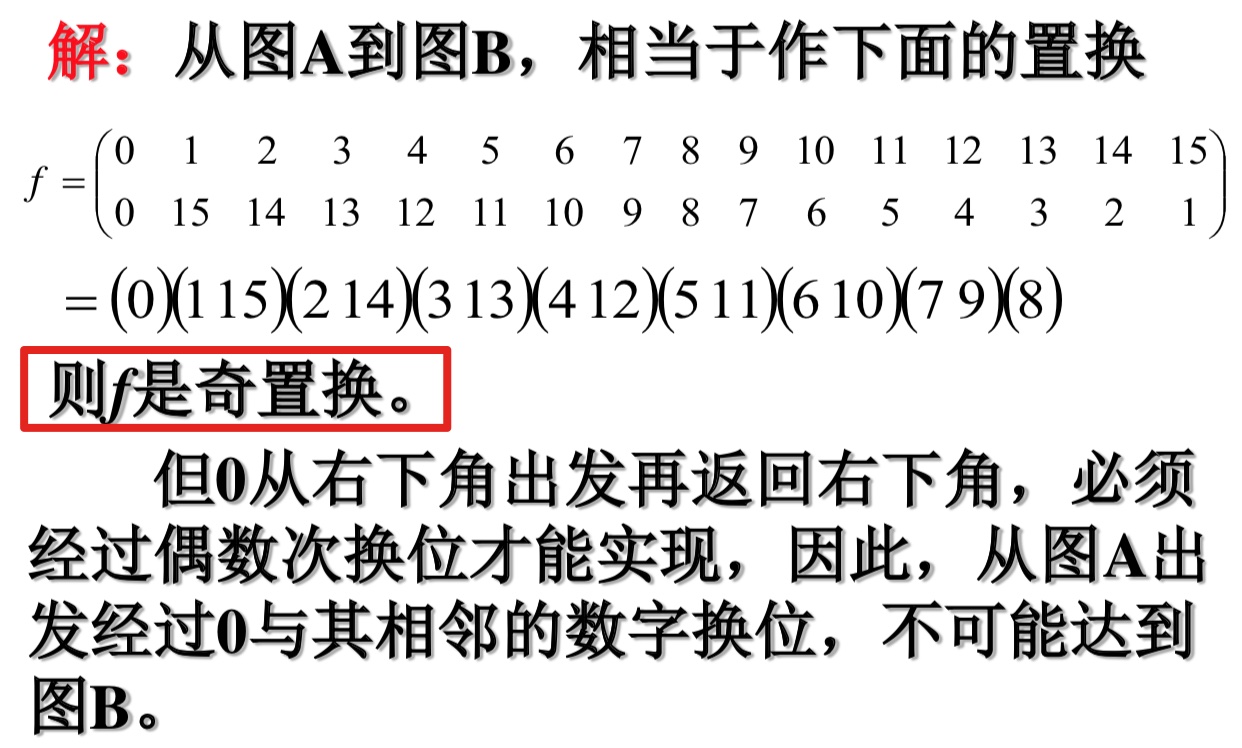 解：从图A到图B，相当于作下面的置换
f = (0 1 2 3 4 5 6 7 8 9 10 11 12 13 14 15
0 15 14 13 12 11 10 9 8 7 6 5 4 3 2 1)
= (0)(1 15)(2 14)(3 13)(4 12)(5 11)(6 10)(7 9)(8)
则f是奇置换。
但0从右下角出发再返回右下角，必须
经过偶数次换位才能实现，因此，从图A出
发经过0与其相邻的数字换位，不可能达到
图B。